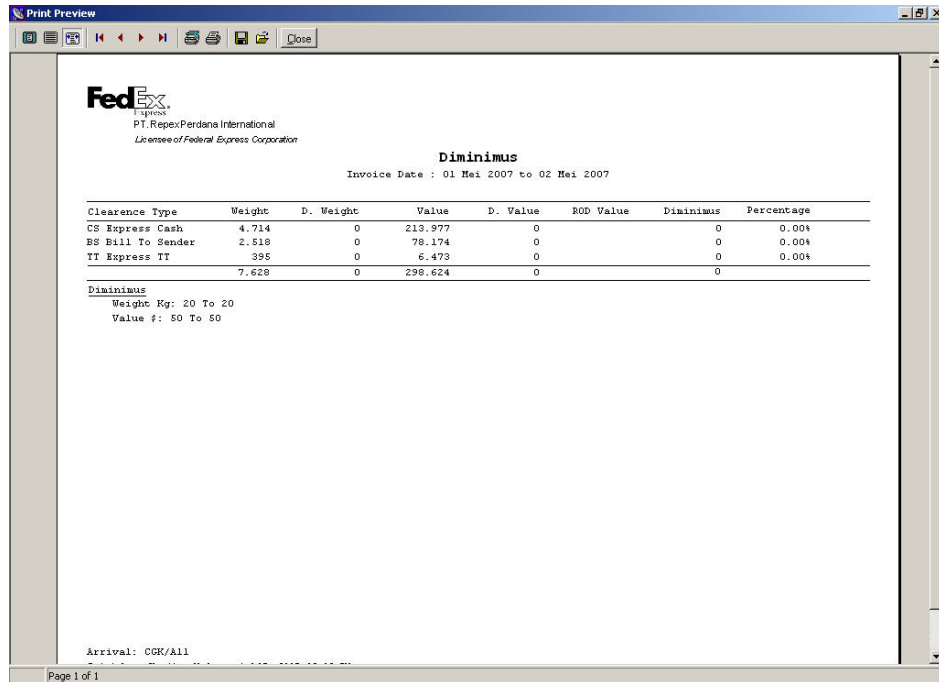 Print Preview
Close
FedEx
Express
PT. Repex Perdana International
Licensee of Federal Express Corporation
Diminimus
Invoice Date : 01 Mei 2007 to 02 Mei 2007
Clearence Type Weight D. Weight Value D. Value ROD Value Diminimus Percentage
CS Express Cash 4.714 0 213.977 0 0 0.00%
BS Bill To Sender 2.518 0 78.174 0 0 0.00%
TT Express TT 395 0 6.473 0 0 0.00%
7.628 0 298.624 0 0
Diminimus
Weight Kg: 20 To 20
Value $: 50 To 50
Arrival: CGK/All
Page 1 of 1